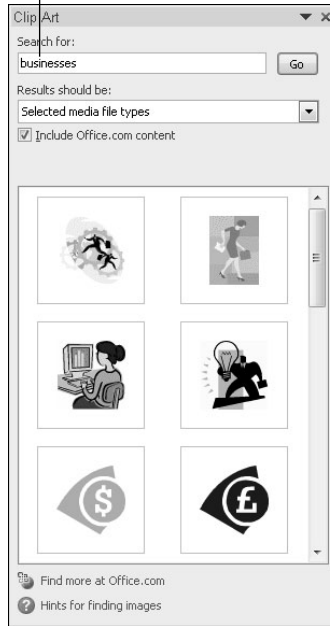 Clip Art
Search for:
businesses Go
Results should be:
Selected media file types
Include Office.com content
$ £
Find more at Office.com
Hints for finding images